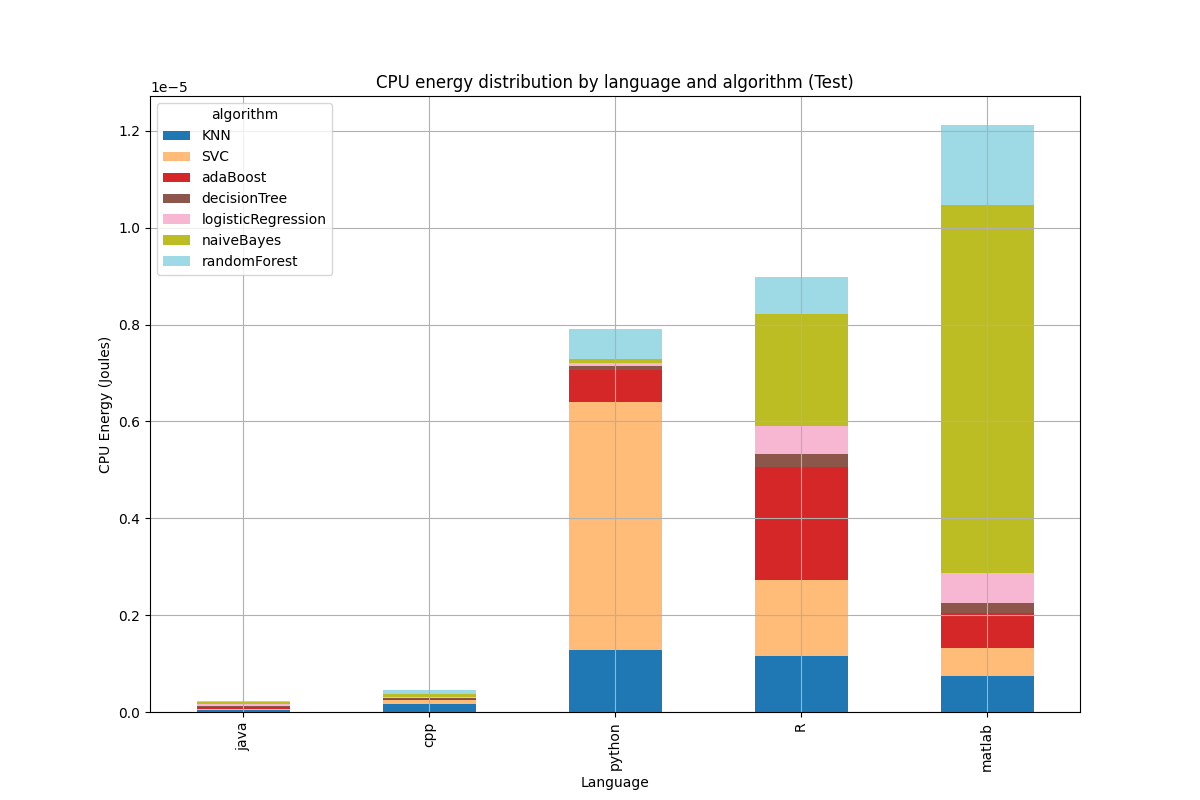 CPU energy distribution by language and algorithm (Test)
1e−5
algorithm
KNN
SVC
adaBoost
decisionTree
logisticRegression
naiveBayes
randomForest
1.2
1.0
0.8
0.6
0.4
0.2
0.0
CPU Energy (Joules)
java
cpp
python
R
matlab
Language